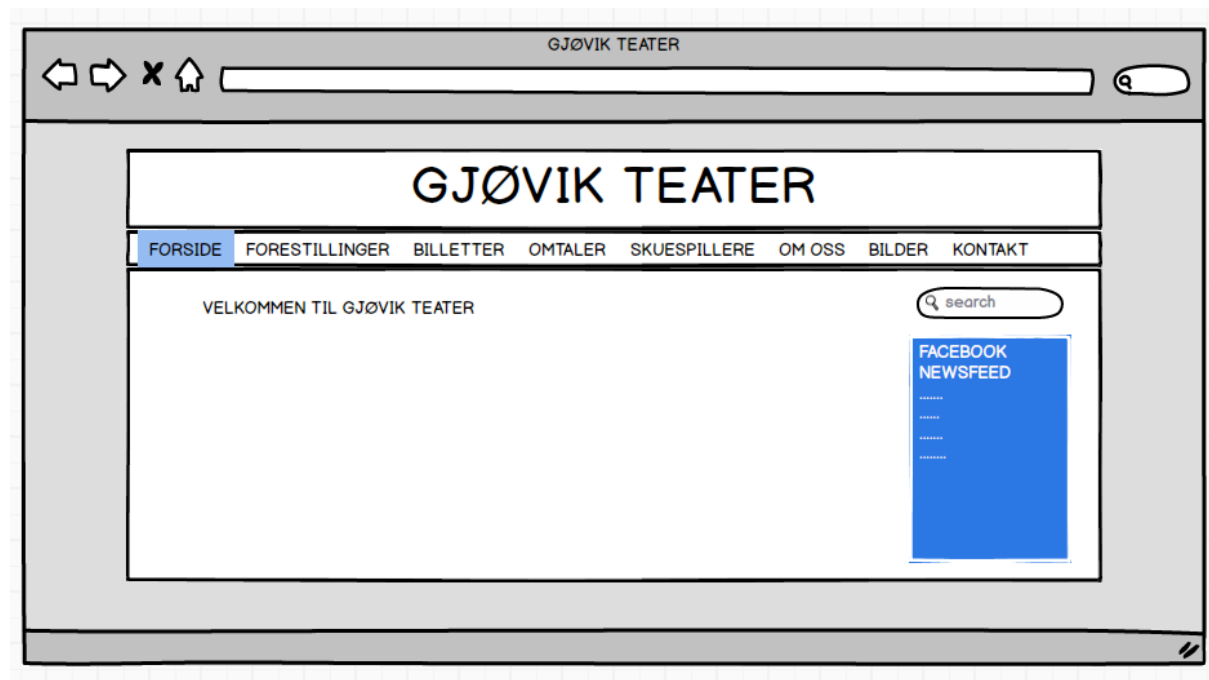 GJØVIK TEATER
GJØVIK TEATER
FORSIDE FORESTILLINGER BILLETTER OMTALER SKUESPILLERE OM OSS BILDER KONTAKT
VELKOMMEN TIL GJØVIK TEATER
search
FACEBOOK
NEWSFEED
.......
......
.......
........